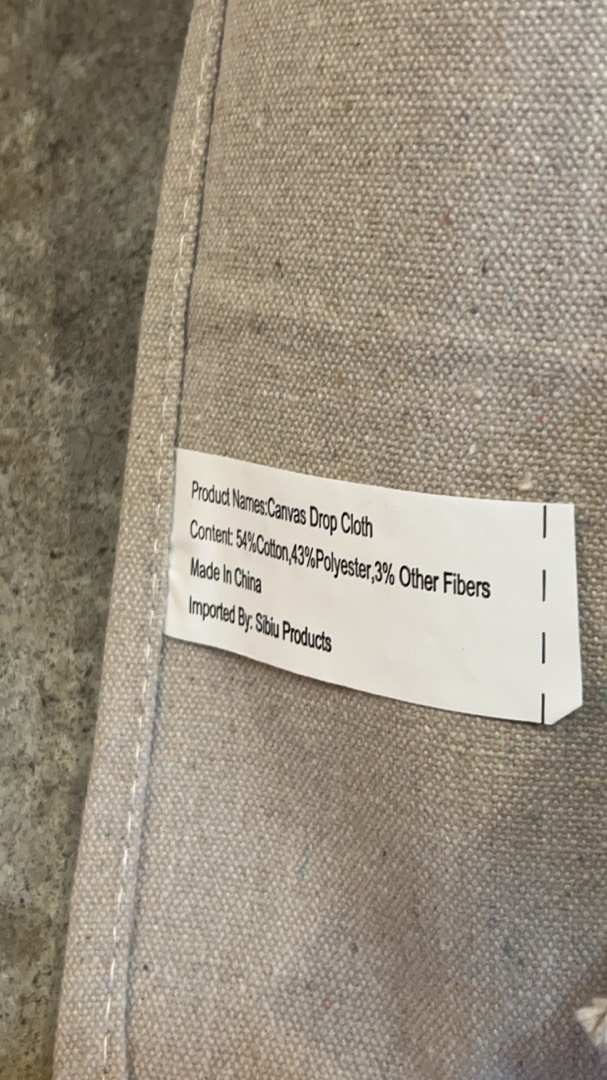 Product Names:Canvas Drop Cloth
Content: 54%Cotton,43%Polyester,3% Other Fibers
Made In China
Imported By: Sibiu Products